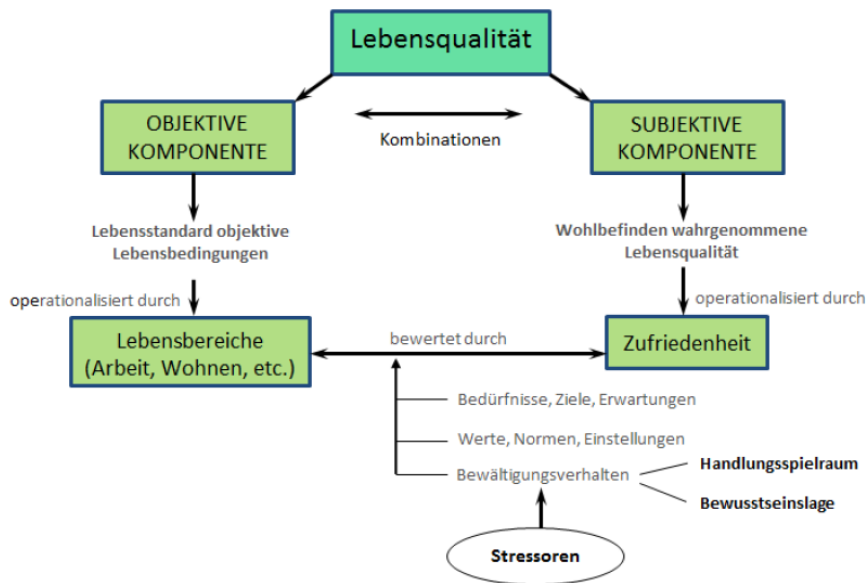 Lebensqualität
OBJEKTIVE
KOMPONENTE
Kombinationen
SUBJEKTIVE
KOMPONENTE
Lebensstandard objektive
Lebensbedingungen
Wohlbefinden wahrgenommene
Lebensqualität
operationalisiert durch
operationalisiert durch
Lebensbereiche
(Arbeit, Wohnen, etc.)
bewertet durch
Zufriedenheit
Bedürfnisse, Ziele, Erwartungen
Werte, Normen, Einstellungen
Bewältigungsverhalten
Handlungsspielraum
Bewusstseinslage
Stressoren